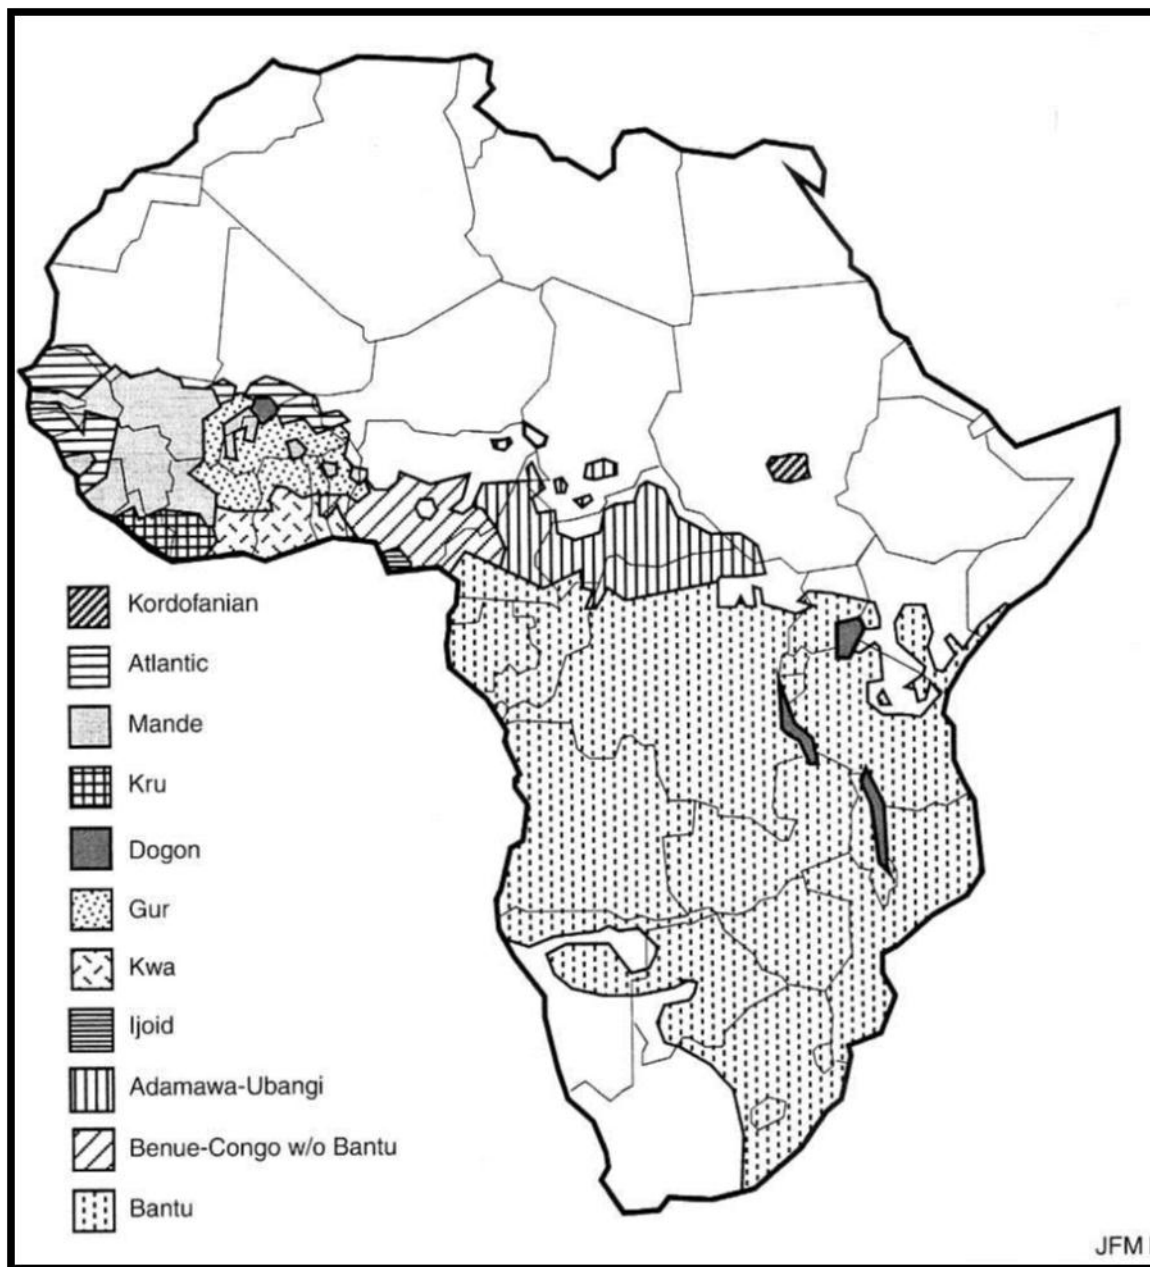 Kordofanian
Atlantic
Mande
Kru
Dogon
Gur
Kwa
Ijoid
Adamawa-Ubangi
Benue-Congo w/o Bantu
Bantu
JFM